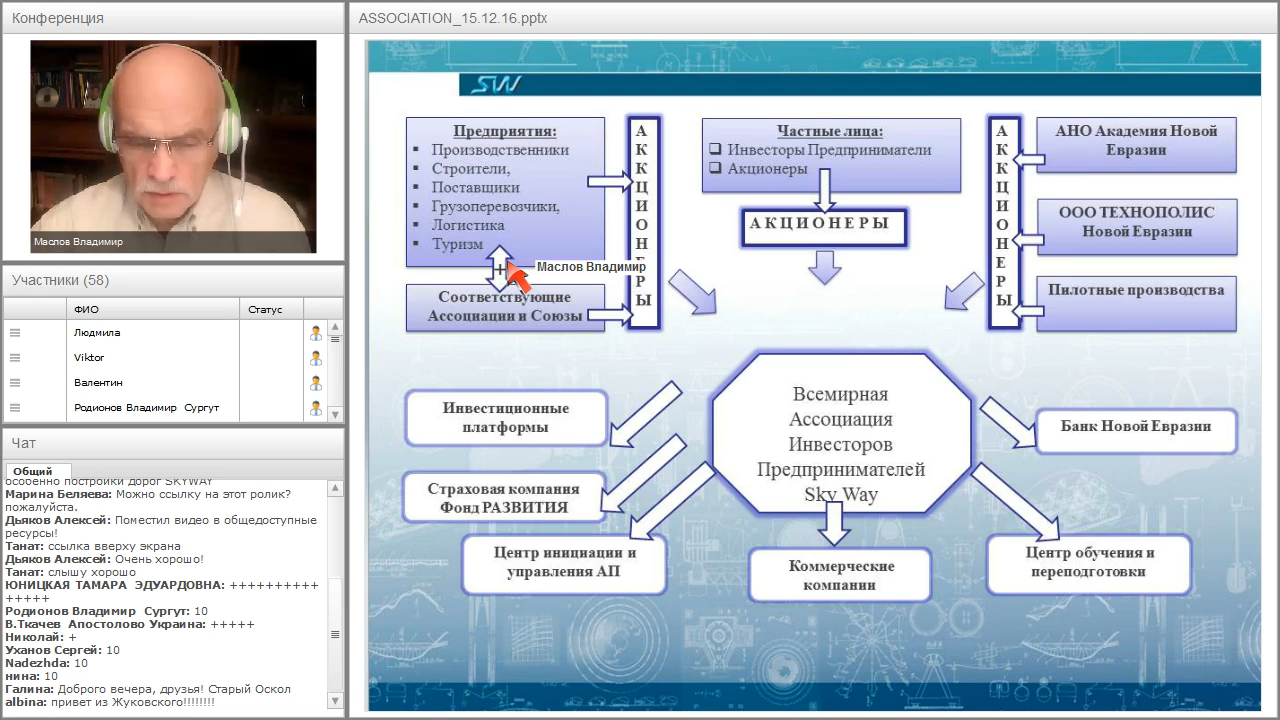 Конференция
Маслов Владимир
Участники (58)
ФИО
Статус
Людмила
Viktor
Валентин
Родионов Владимир Сургут
Чат
Общий
особенно постройки дорог SKYWAY
Марина Беляева: Можно ссылку на этот ролик?
пожалуйста.
Дьяков Алексей: Поместил видео в общедоступные
ресурсы!
Танат: ссылка вверху экрана
Дьяков Алексей: Очень хорошо!
Танат: слышу хорошо
ЮНИЦКАЯ ТАМАРА ЭДУАРДОВНА: ++++++++++
+++++
Родионов Владимир Сургут: 10
В.Ткачев Апостолово Украина: +++++
Николай: +
Уханов Сергей: 10
Nadezhda: 10
нина: 10
Галина: Доброго вечера, друзья! Старый Оскол
albina:
ASSOCIATION_15.12.16.pptx
SW
Предприятия:
▪ Производственники
▪ Строители,
▪ Поставщики
▪ Грузоперевозчики,
▪ Логистика
▪ Туризм
+
Маслов Владимир
Соответствующие
Ассоциации и Союзы
А
К
К
Ц
И
О
Н
Е
Р
Ы
Частные лица:
❑ Инвесторы Предприниматели
❑ Акционеры
А К Ц И О Н Е Р Ы
А
К
К
Ц
И
О
Н
Е
Р
Ы
АНО Академия Новой
Евразии
ООО ТЕХНОПОЛИС
Новой Евразии
Пилотные производства
Всемирная
Ассоциация
Инвесторов
Предпринимателей
Sky Way
Инвестиционные
платформы
Страховая компания
Фонд РАЗВИТИЯ
Центр инициации и
управления АП
Коммерческие
компании
Банк Новой Евразии
Центр обучения и
переподготовки